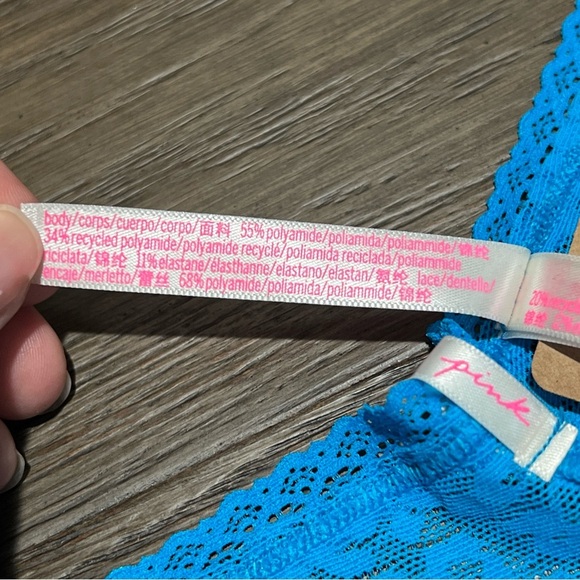 body/corps/cuerpo/corpo/面料 55% polyamide/poliamida/poliammide/锦纶
34% recycled polyamide/polyamide recyclé/poliamida reciclada/poliammide
riciclata/锦纶 11% elastane/élasthanne/elastano/elastan/氨纶 lace/dentelle/
encaje/merletto/蕾丝 68% polyamide/poliamida/poliammide/锦纶
20%
pink